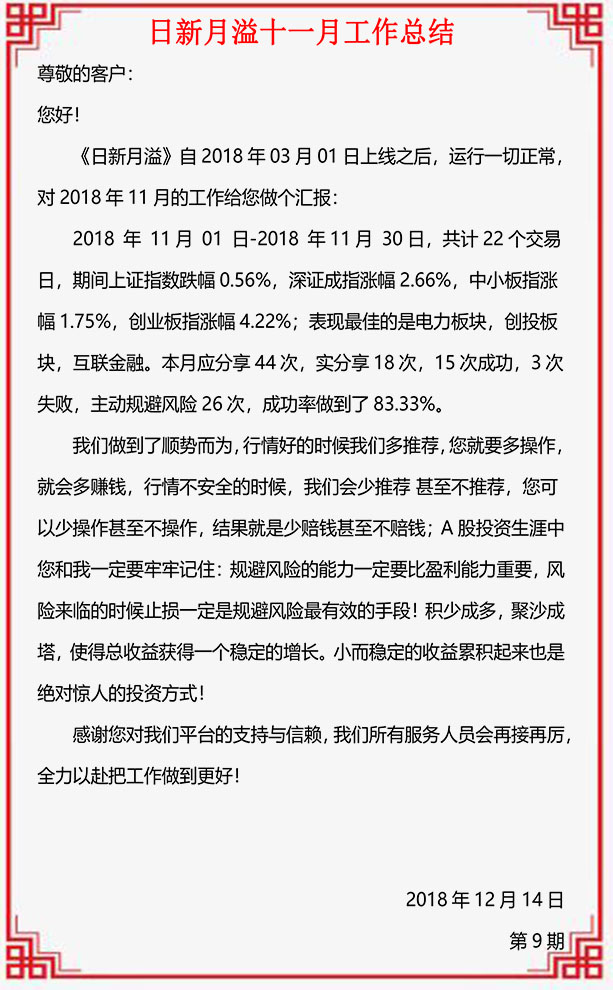 日新月溢十一月工作总结
尊敬的客户：
您好！
《日新月溢》自 2018 年 03 月 01 日上线之后，运行一切正常，
对 2018 年 11 月的工作给您做个汇报：
2018 年 11 月 01 日-2018 年 11 月 30 日，共计 22 个交易
日，期间上证指数跌幅 0.56%，深证成指涨幅 2.66%，中小板指涨
幅 1.75%，创业板指涨幅 4.22%；表现最佳的是电力板块，创投板
块，互联金融。本月应分享 44 次，实分享 18 次，15 次成功，3 次
失败，主动规避风险 26 次，成功率做到了 83.33%。
我们做到了顺势而为，行情好的时候我们多推荐，您就要多操作，
就会多赚钱，行情不安全的时候，我们会少推荐 甚至不推荐，您可
以少操作甚至不操作，结果就是少赔钱甚至不赔钱；A 股投资生涯中
您和我一定要牢牢记住：规避风险的能力一定要比盈利能力重要，风
险来临的时候止损一定是规避风险最有效的手段！积少成多，聚沙成
塔，使得总收益获得一个稳定的增长。小而稳定的收益累积起来也是
绝对惊人的投资方式！
感谢您对我们平台的支持与信赖，我们所有服务人员会再接再厉，
全力以赴把工作做到更好！
2018 年 12 月 14 日
第 9 期